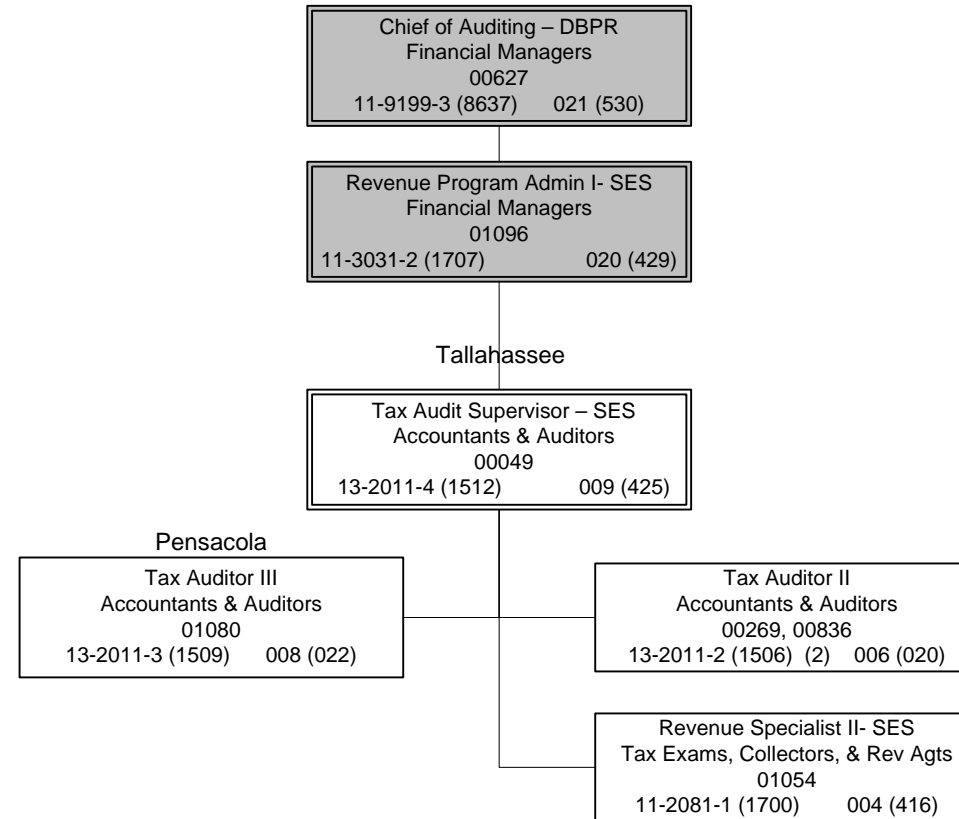 Chief of Auditing – DBPR
Financial Managers
00627
11-9199-3 (8637) 021 (530)
Revenue Program Admin I- SES
Financial Managers
01096
11-3031-2 (1707) 020 (429)
Tallahassee
Tax Audit Supervisor – SES
Accountants & Auditors
00049
13-2011-4 (1512) 009 (425)
Pensacola
Tax Auditor III
Accountants & Auditors
01080
13-2011-3 (1509) 008 (022)
Tax Auditor II
Accountants & Auditors
00269, 00836
13-2011-2 (1506) (2) 006 (020)
Revenue Specialist II- SES
Tax Exams, Collectors, & Rev Agts
01054
11-2081-1 (1700) 004 (416)